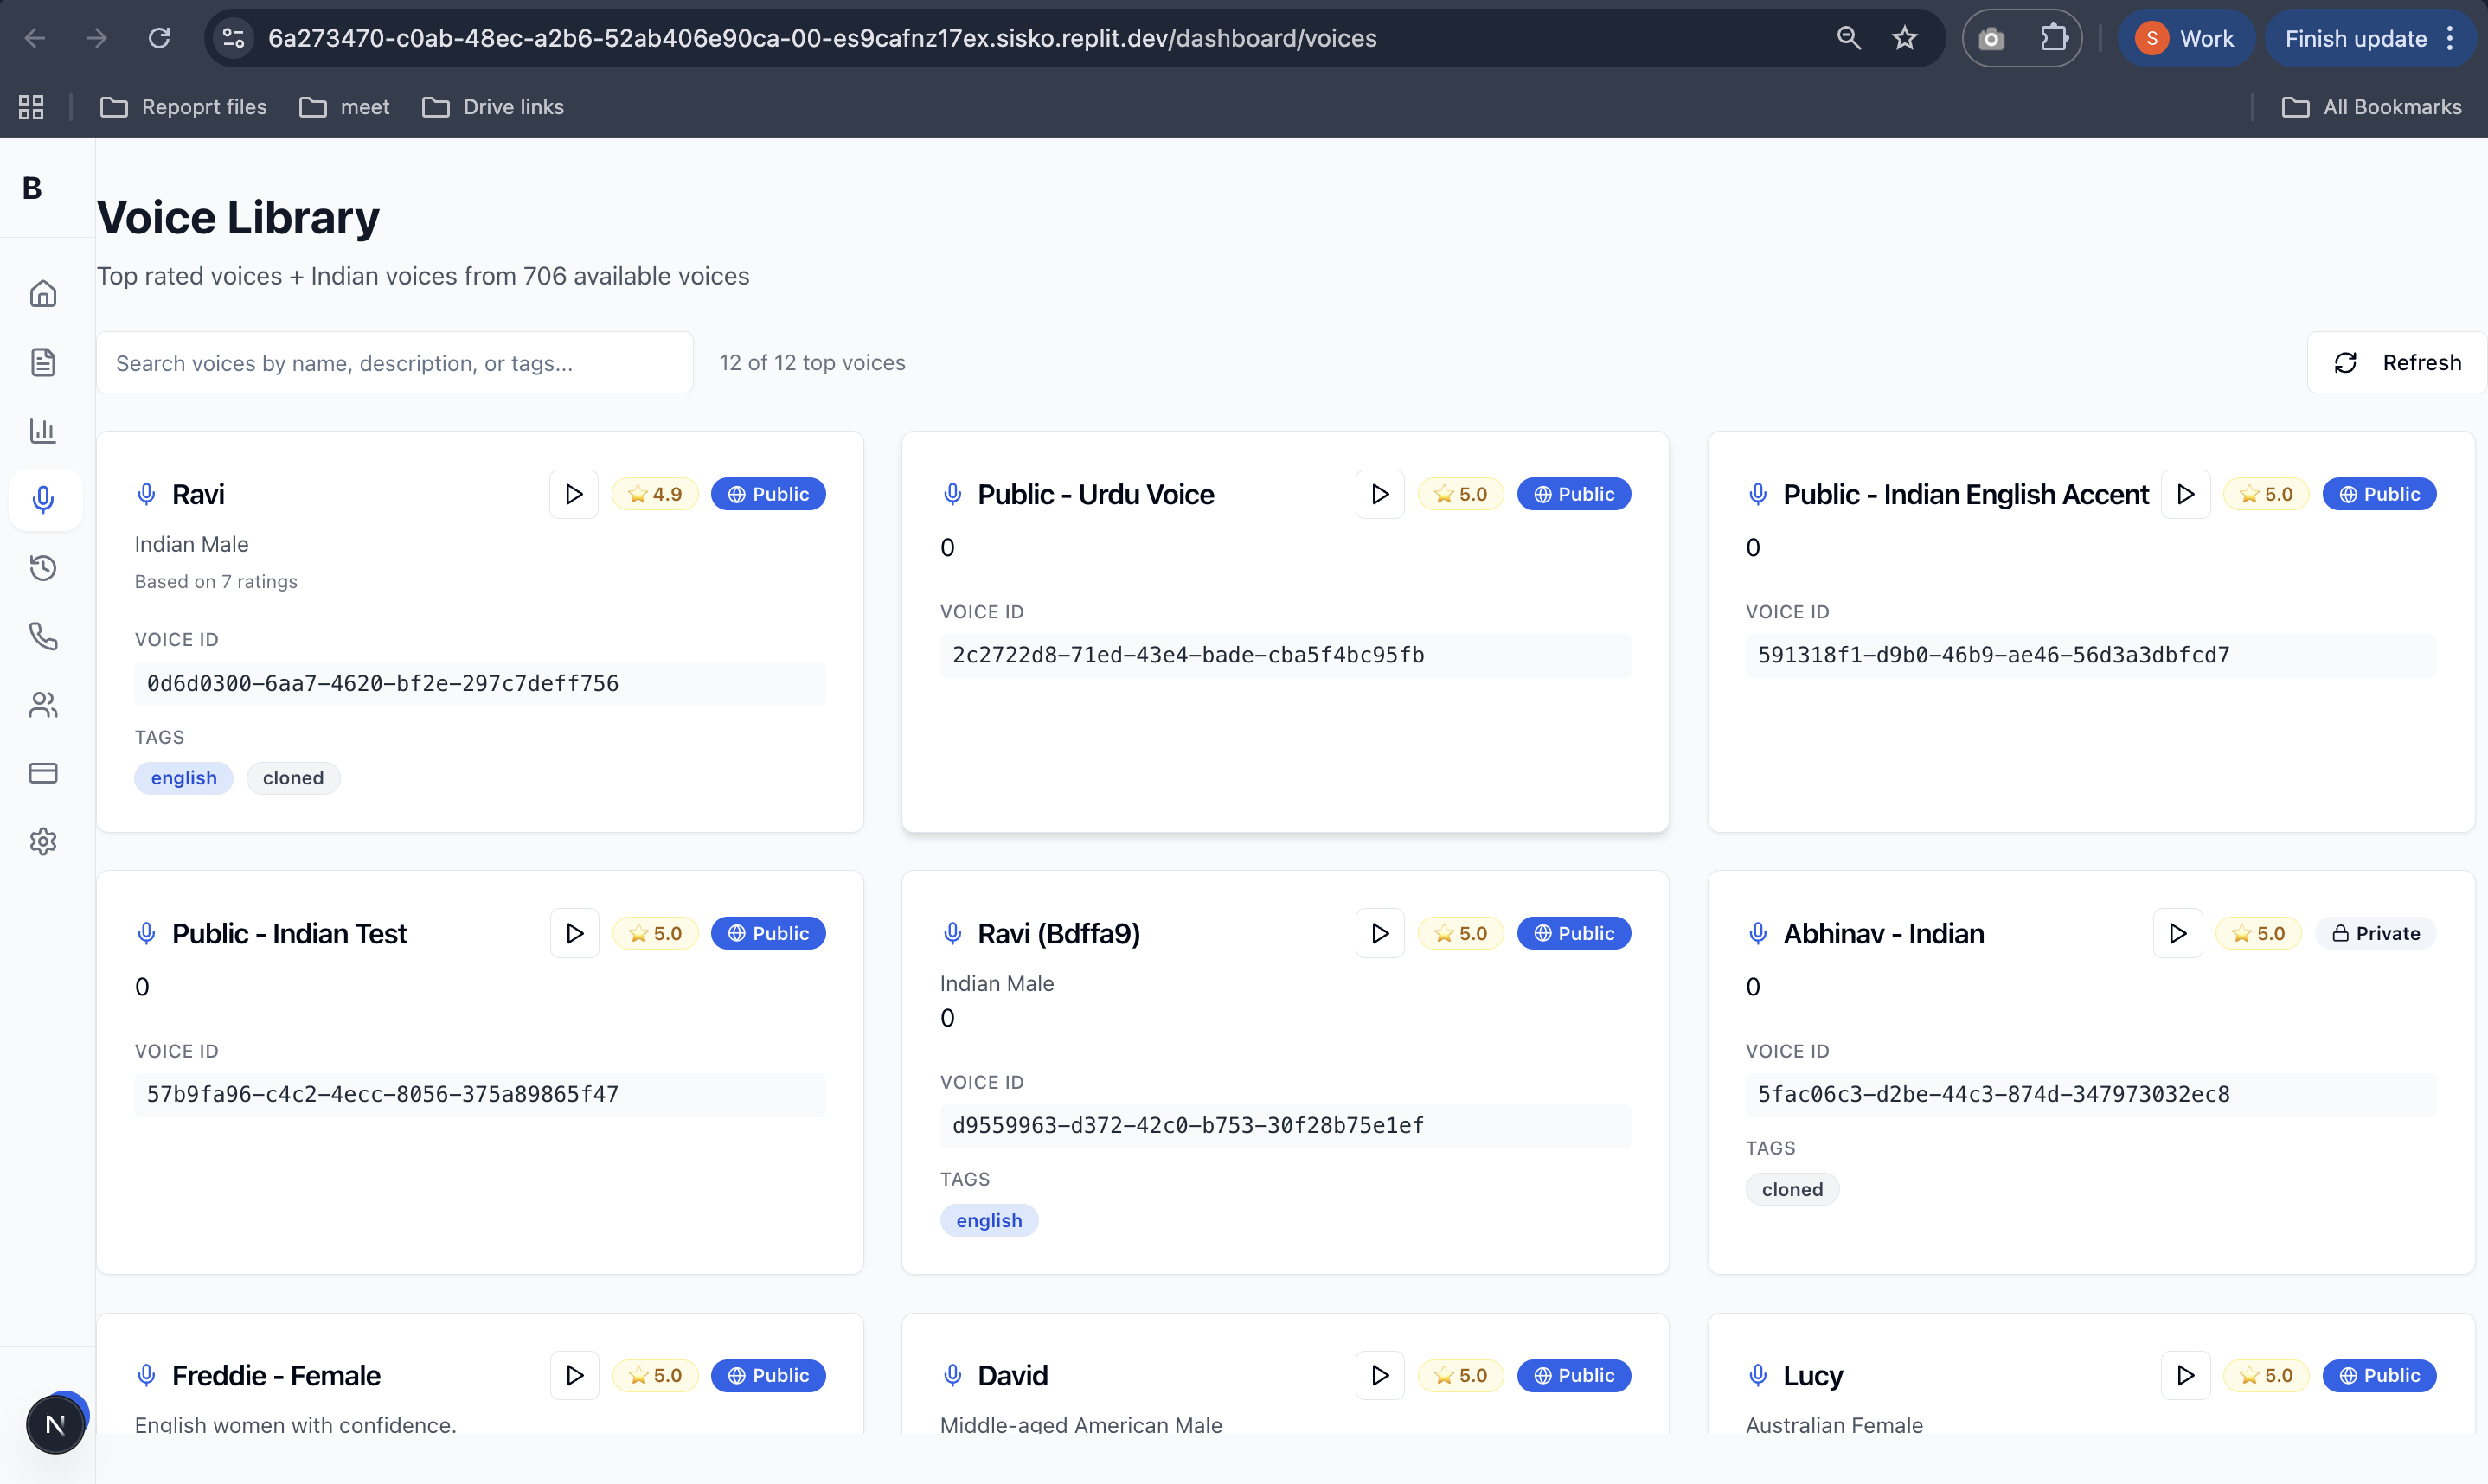 6a273470-c0ab-48ec-a2b6-52ab406e90ca-00-es9cafnz17ex.sisko.replit.dev/dashboard/voices
S Work
Finish update
Repoprt files
meet
Drive links
All Bookmarks
B
Voice Library
Top rated voices + Indian voices from 706 available voices
Search voices by name, description, or tags...
12 of 12 top voices
Refresh
Ravi
4.9
Public
Indian Male
Based on 7 ratings
VOICE ID
0d6d0300-6aa7-4620-bf2e-297c7deff756
TAGS
english
cloned
Public - Urdu Voice
5.0
Public
0
VOICE ID
2c2722d8-71ed-43e4-bade-cba5f4bc95fb
Public - Indian English Accent
5.0
Public
0
VOICE ID
591318f1-d9b0-46b9-ae46-56d3a3dbfcd7
Public - Indian Test
5.0
Public
0
VOICE ID
57b9fa96-c4c2-4ecc-8056-375a89865f47
Ravi (Bdffa9)
5.0
Public
Indian Male
0
VOICE ID
d9559963-d372-42c0-b753-30f28b75e1ef
TAGS
english
Abhinav - Indian
5.0
Private
0
VOICE ID
5fac06c3-d2be-44c3-874d-347973032ec8
TAGS
cloned
Freddie - Female
5.0
Public
English women with confidence.
David
5.0
Public
Middle-aged American Male
Lucy
5.0
Public
Australian Female
N